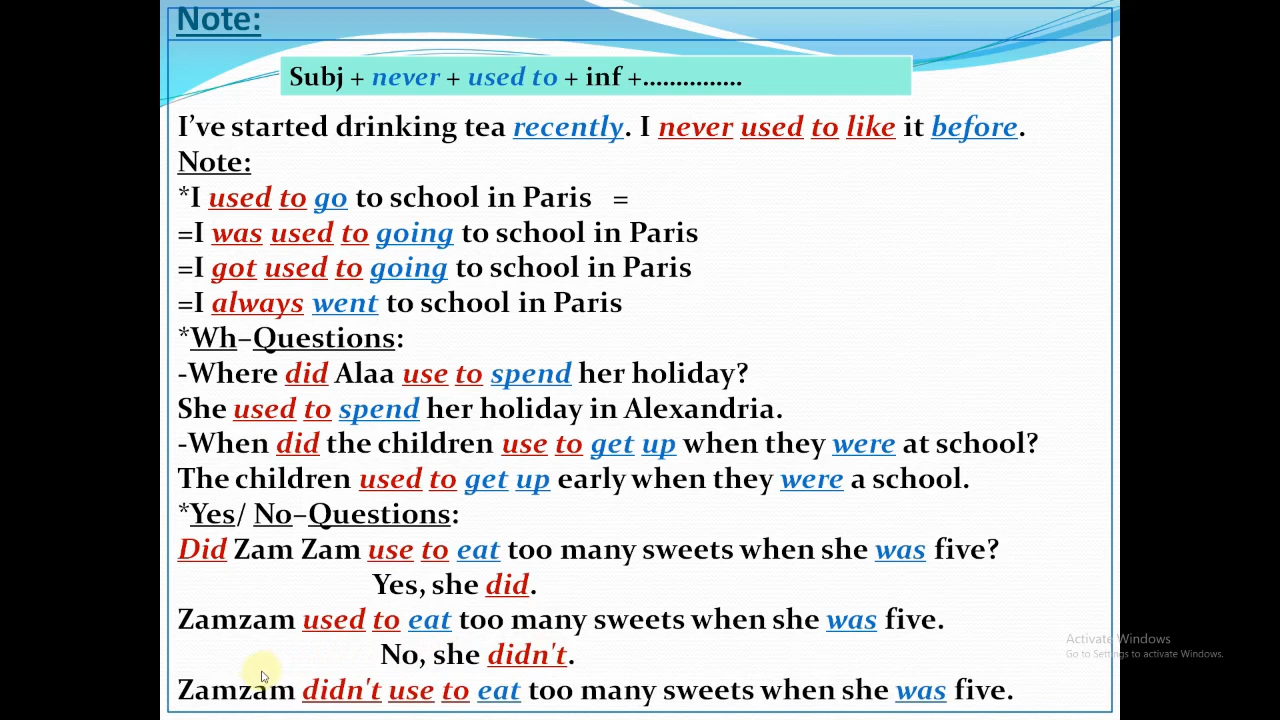 Note:
Subj + never + used to + inf +...............
I've started drinking tea recently. I never used to like it before.
Note:
*I used to go to school in Paris =
=I was used to going to school in Paris
=I got used to going to school in Paris
=I always went to school in Paris
*Wh–Questions:
-Where did Alaa use to spend her holiday?
She used to spend her holiday in Alexandria.
-When did the children use to get up when they were at school?
The children used to get up early when they were a school.
*Yes/ No–Questions:
Did Zam Zam use to eat too many sweets when she was five?
Yes, she did.
Zamzam used to eat too many sweets when she was five.
No, she didn't.
Zamzam didn't use to eat too many sweets when she was five.
Activate Windows
Go to Settings to activate Windows.